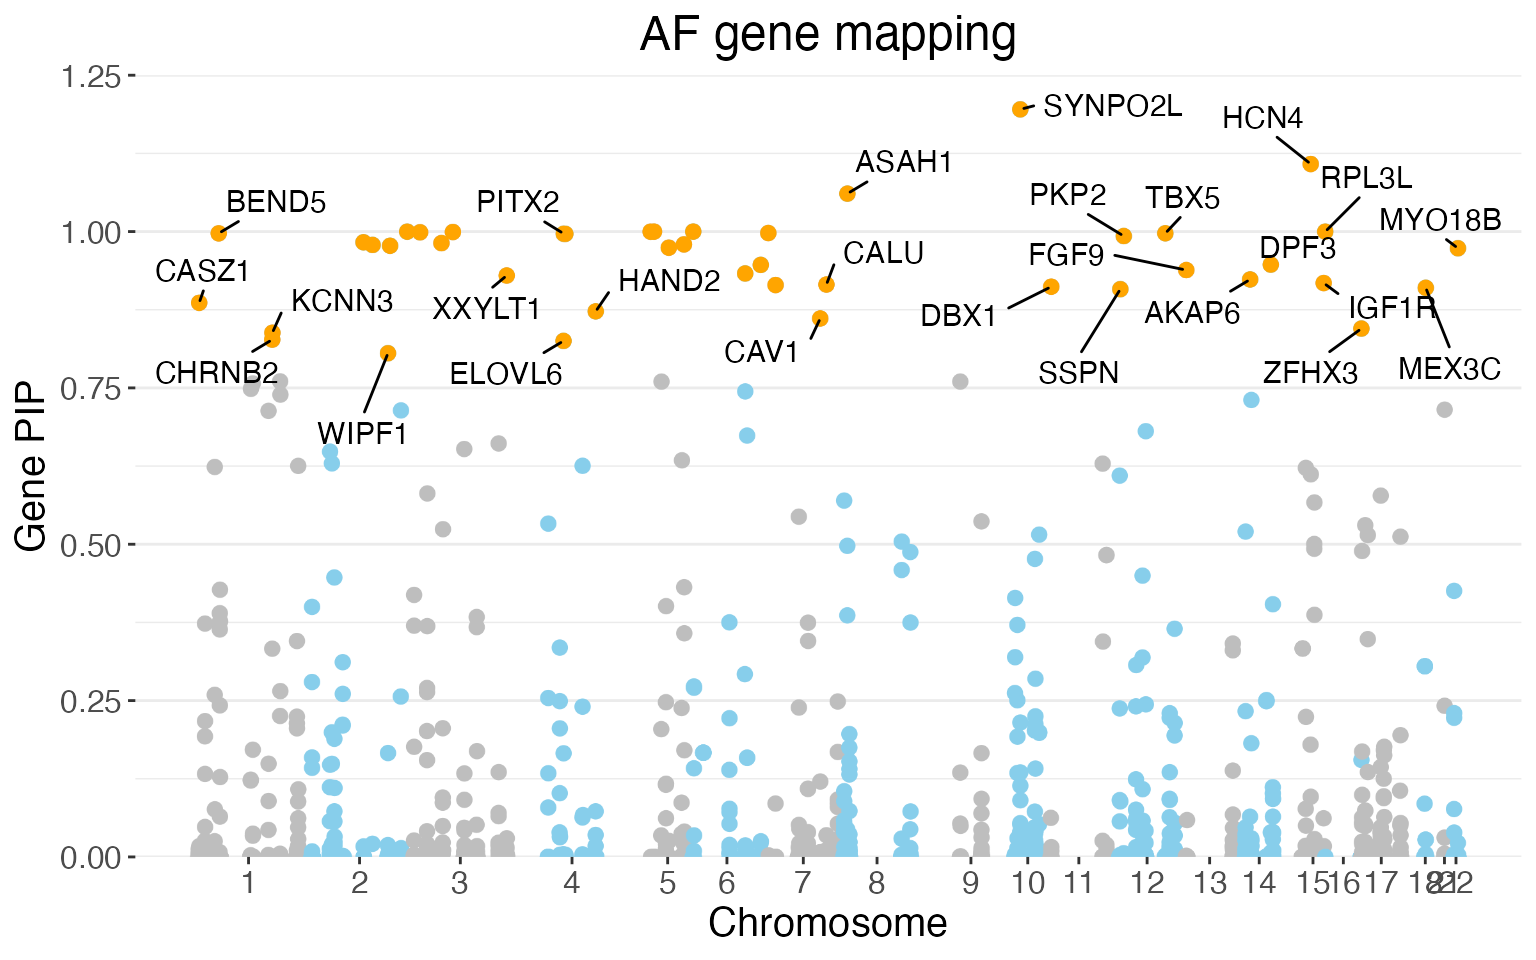 AF gene mapping
1.25
SYNPO2L
HCN4
ASAH1
RPL3L
PKP2
TBX5
BEND5
PITX2
MYO18B
1.00
DPF3
CALU
FGF9
CASZ1
HAND2
KCNN3
XXYLT1
IGF1R
AKAP6
DBX1
CAV1
CHRNB2
ELOVL6
SSPN
ZFHX3
MEX3C
0.75
WIPF1
Gene PIP
0.50
0.25
0.00
1 2 3 4 5 6 7 8 9 10 11 12 13 14 15 16 17 18 22
Chromosome